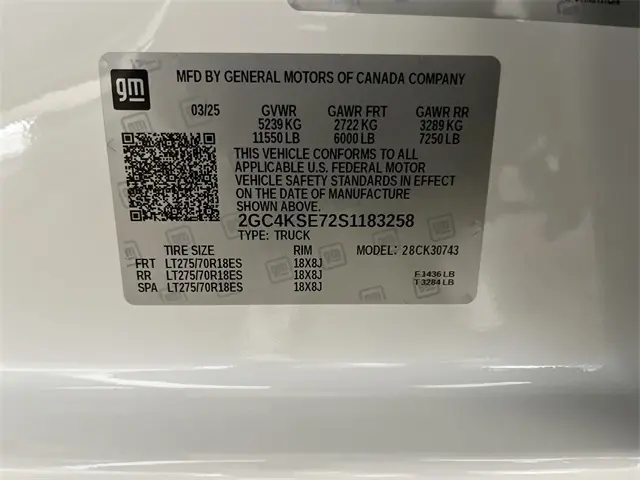 gm
MFD BY GENERAL MOTORS OF CANADA COMPANY
03/25 GVWR GAWR FRT GAWR RR
5239 KG 2722 KG 3289 KG
11550 LB 6000 LB 7250 LB
THIS VEHICLE CONFORMS TO ALL
APPLICABLE U.S. FEDERAL MOTOR
VEHICLE SAFETY STANDARDS IN EFFECT
ON THE DATE OF MANUFACTURE
SHOWN ABOVE.
2GC4KSE72S1183258
TYPE: TRUCK MODEL: 28CK30743
TIRE SIZE RIM
FRT LT275/70R18ES 18X8J
RR LT275/70R18ES 18X8J
SPA LT275/70R18ES 18X8J
F 1436 LB
T 3284 LB